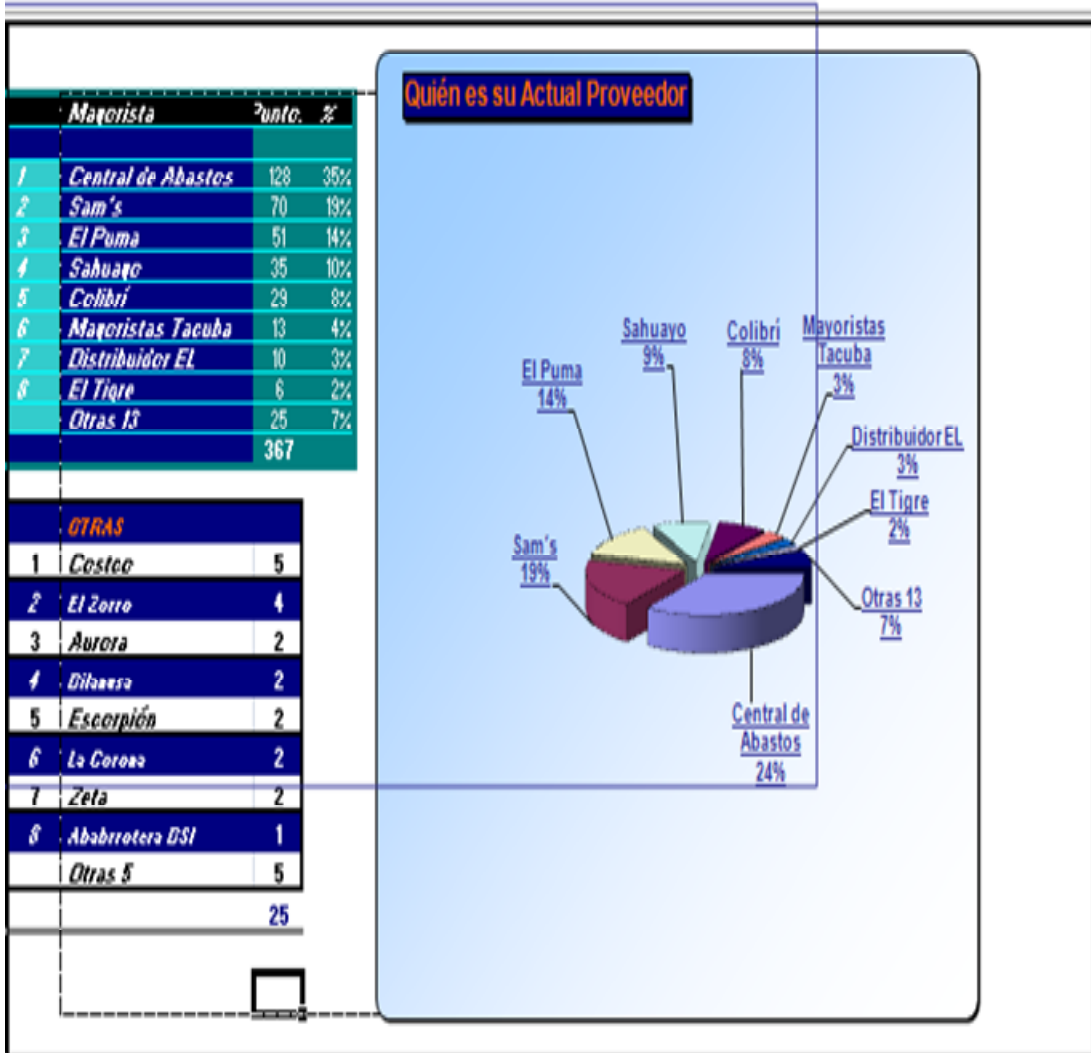 Mayorista Punto. %
1 Central de Abastos 128 35%
2 Sam's 70 19%
3 El Puma 51 14%
4 Sahuayo 35 10%
5 Colibrí 29 8%
6 Mayoristas Tacuba 13 4%
7 Distribuidor EL 10 3%
8 El Tigre 6 2%
Otras 13 25 7%
367
OTRAS
1 Costco 5
2 El Zorro 4
3 Aurora 2
4 Dilanusa 2
5 Escorpión 2
6 La Corona 2
7 Zeta 2
8 Ababrrotera DSI 1
Otras 5 5
25
Quién es su Actual Proveedor
Sahuayo
9%
Colibrí
8%
Mayoristas
Tacuba
3%
El Puma
14%
Distribuidor EL
3%
El Tigre
2%
Sam's
19%
Otras 13
7%
Central de
Abastos
24%